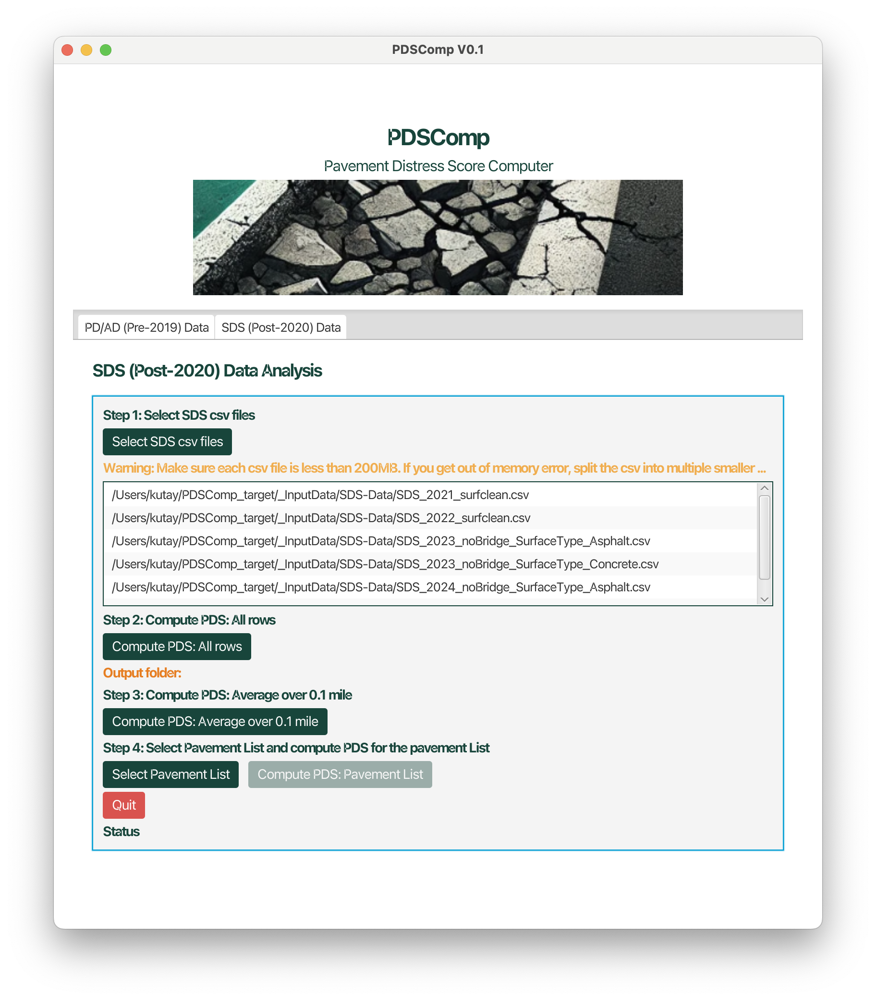 PDSComp V0.1
PDSComp
Pavement Distress Score Computer
PD/AD (Pre-2019) Data
SDS (Post-2020) Data
SDS (Post-2020) Data Analysis
Step 1: Select SDS csv files
Select SDS csv files
Warning: Make sure each csv file is less than 200MB. If you get out of memory error, split the csv into multiple smaller ...
/Users/kutay/PDSComp_target/_InputData/SDS-Data/SDS_2021_surfclean.csv
/Users/kutay/PDSComp_target/_InputData/SDS-Data/SDS_2022_surfclean.csv
/Users/kutay/PDSComp_target/_InputData/SDS-Data/SDS_2023_noBridge_SurfaceType_Asphalt.csv
/Users/kutay/PDSComp_target/_InputData/SDS-Data/SDS_2023_noBridge_SurfaceType_Concrete.csv
/Users/kutay/PDSComp_target/_InputData/SDS-Data/SDS_2024_noBridge_SurfaceType_Asphalt.csv
Step 2: Compute PDS: All rows
Compute PDS: All rows
Output folder:
Step 3: Compute PDS: Average over 0.1 mile
Compute PDS: Average over 0.1 mile
Step 4: Select Pavement List and compute PDS for the pavement List
Select Pavement List
Compute PDS: Pavement List
Quit
Status